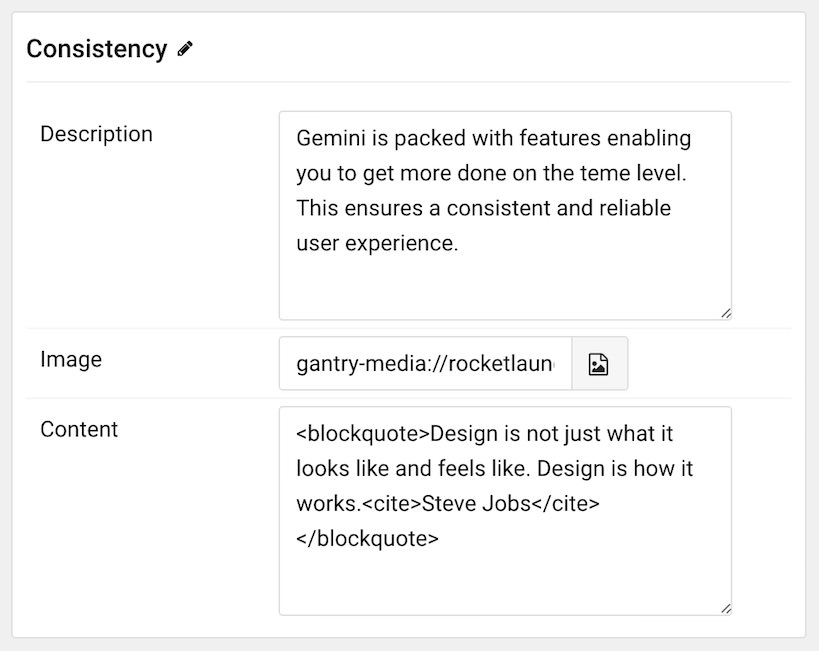 Consistency
Description
Gemini is packed with features enabling
you to get more done on the teme level.
This ensures a consistent and reliable
user experience.
Image
gantry-media://rocketlaun
Content
<blockquote>Design is not just what it
looks like and feels like. Design is how it
works.<cite>Steve Jobs</cite>
</blockquote>